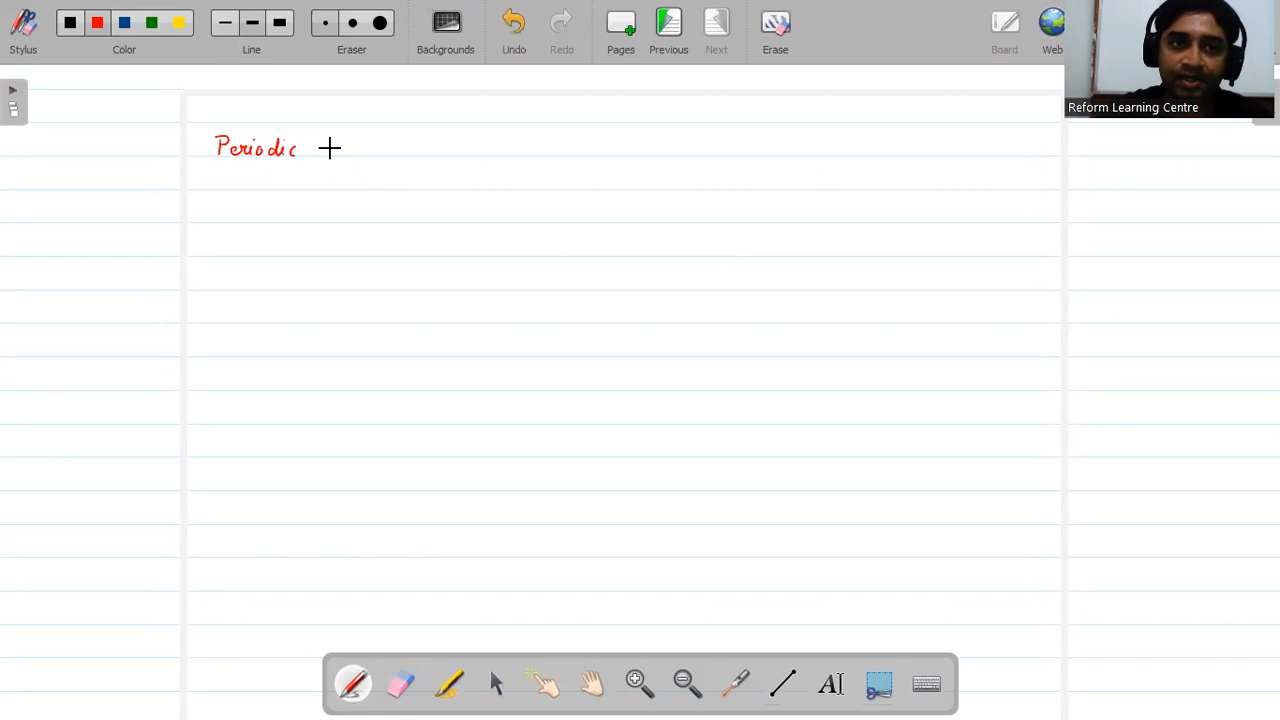 Stylus Color Line Eraser Backgrounds Undo Redo Pages Previous Next Erase Board Web
Reform Learning Centre
Periodic